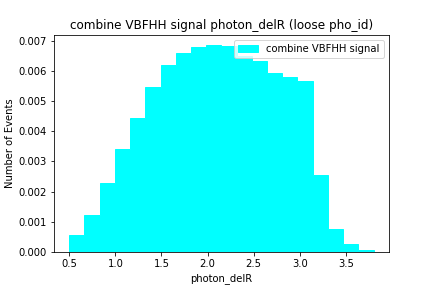 combine VBFHH signal photon_delR (loose pho_id)
combine VBFHH signal
Number of Events
0.007
0.006
0.005
0.004
0.003
0.002
0.001
0.000
0.5 1.0 1.5 2.0 2.5 3.0 3.5
photon_delR